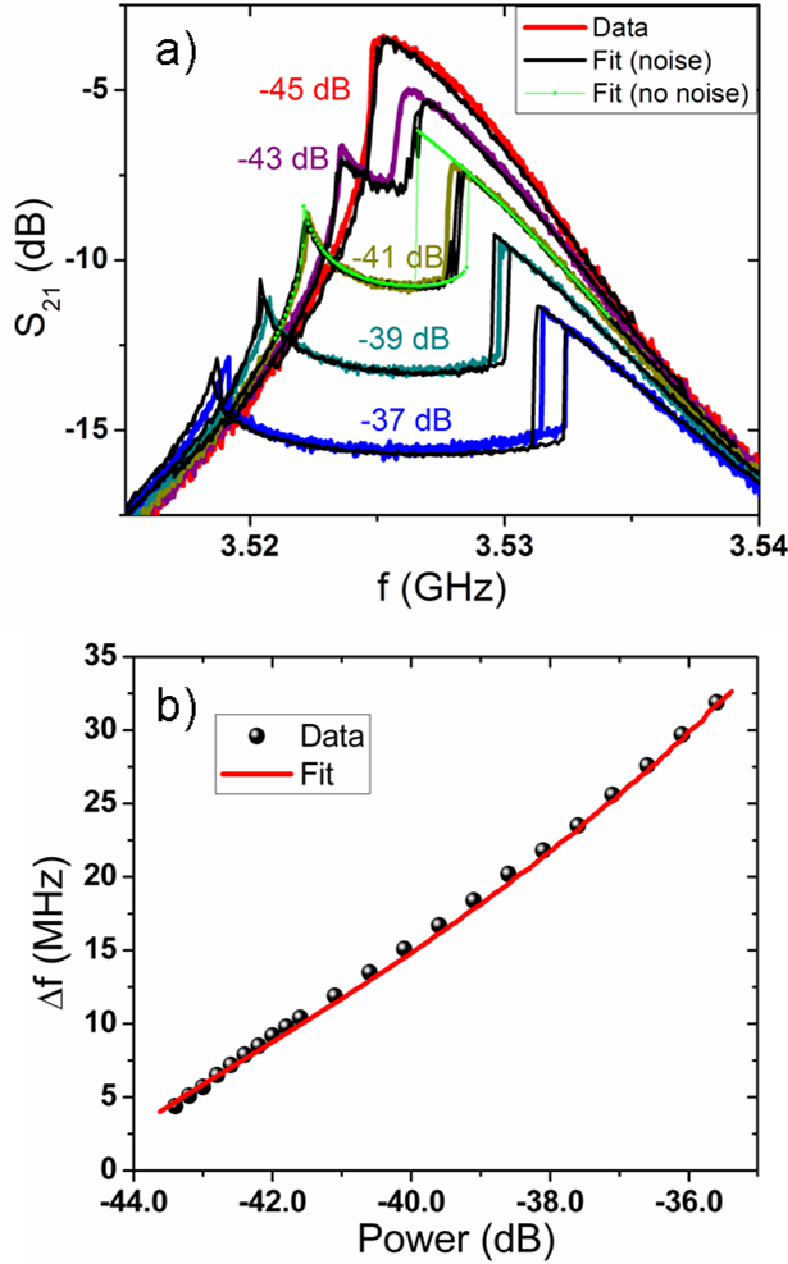 a)
Data
Fit (noise)
Fit (no noise)
-45 dB
-43 dB
-41 dB
-39 dB
-37 dB
-5
-10
-15
S21 (dB)
3.52
3.53
3.54
f (GHz)
b)
Data
Fit
35
30
25
20
15
10
5
0
Δf (MHz)
-44.0
-42.0
-40.0
-38.0
-36.0
Power (dB)